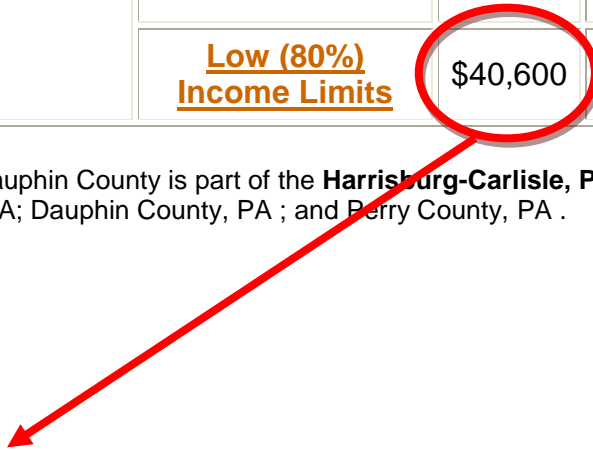 Low (80%)
Income Limits
$40,600
auphin County is part of the Harrisburg-Carlisle, P
A; Dauphin County, PA ; and Perry County, PA .